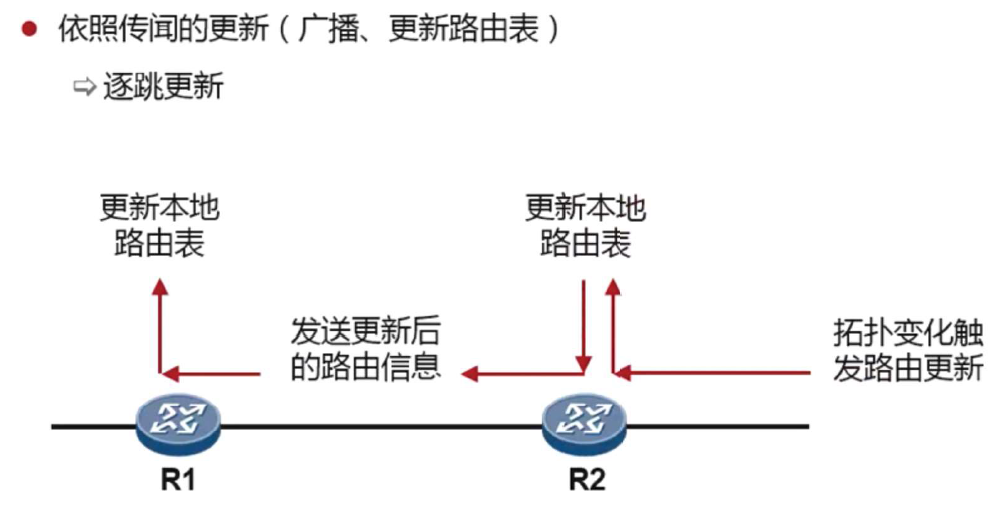 依照传闻的更新（广播、更新路由表）
逐跳更新
更新本地
路由表
更新本地
路由表
发送更新后
的路由信息
拓扑变化触
发路由更新
R1
R2